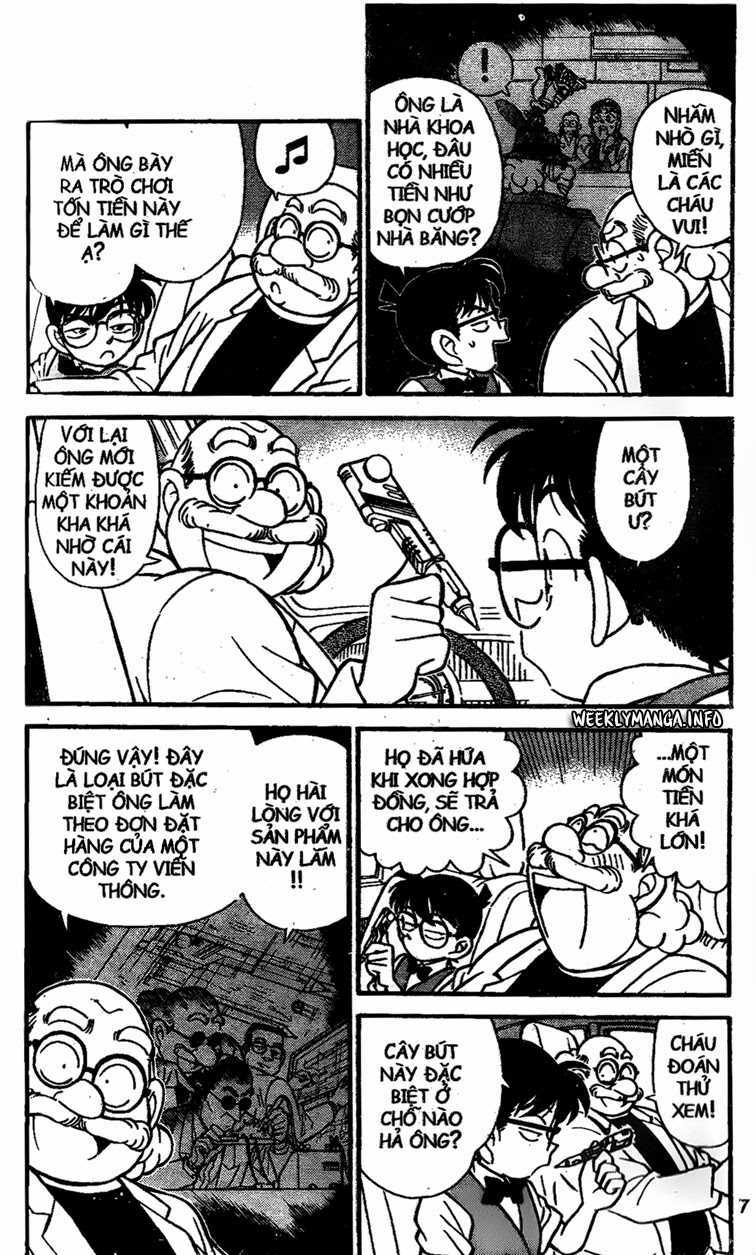 MÀ ÔNG BÀY
RA TRÒ CHƠI
TỐN TIỀN NÀY
ĐỂ LÀM GÌ THẾ
Ạ?
ÔNG LÀ
NHÀ KHOA
HỌC, ĐÂU
CÓ NHIỀU
TIỀN NHƯ
BỌN CƯỚP
NHÀ BĂNG?
!
NHẰM
NHÒ GÌ,
MIỄN
LÀ CÁC
CHÁU
VUI!
VỚI LẠI
ÔNG MỚI
KIẾM ĐƯỢC
MỘT KHOẢN
KHA KHÁ
NHỜ CÁI
NÀY!
MỘT
CÂY
BÚT
Ư?
WEEKLYMANGA.INFO
ĐÚNG VẬY! ĐÂY
LÀ LOẠI BÚT ĐẶC
BIỆT ÔNG LÀM
THEO ĐƠN ĐẶT
HÀNG CỦA MỘT
CÔNG TY VIỄN
THÔNG.
HỌ HÀI
LÒNG VỚI
SẢN PHẨM
NÀY LẮM
!!
HỌ ĐÃ HỨA
KHI XONG HỢP
ĐỒNG, SẼ TRẢ
CHO ÔNG...
...MỘT
MÓN
TIỀN
KHÁ
LỚN!
CÂY BÚT
NÀY ĐẶC
BIỆT Ở
CHỖ NÀO
HẢ ÔNG?
CHÁU
ĐOÁN
THỬ
XEM!
7